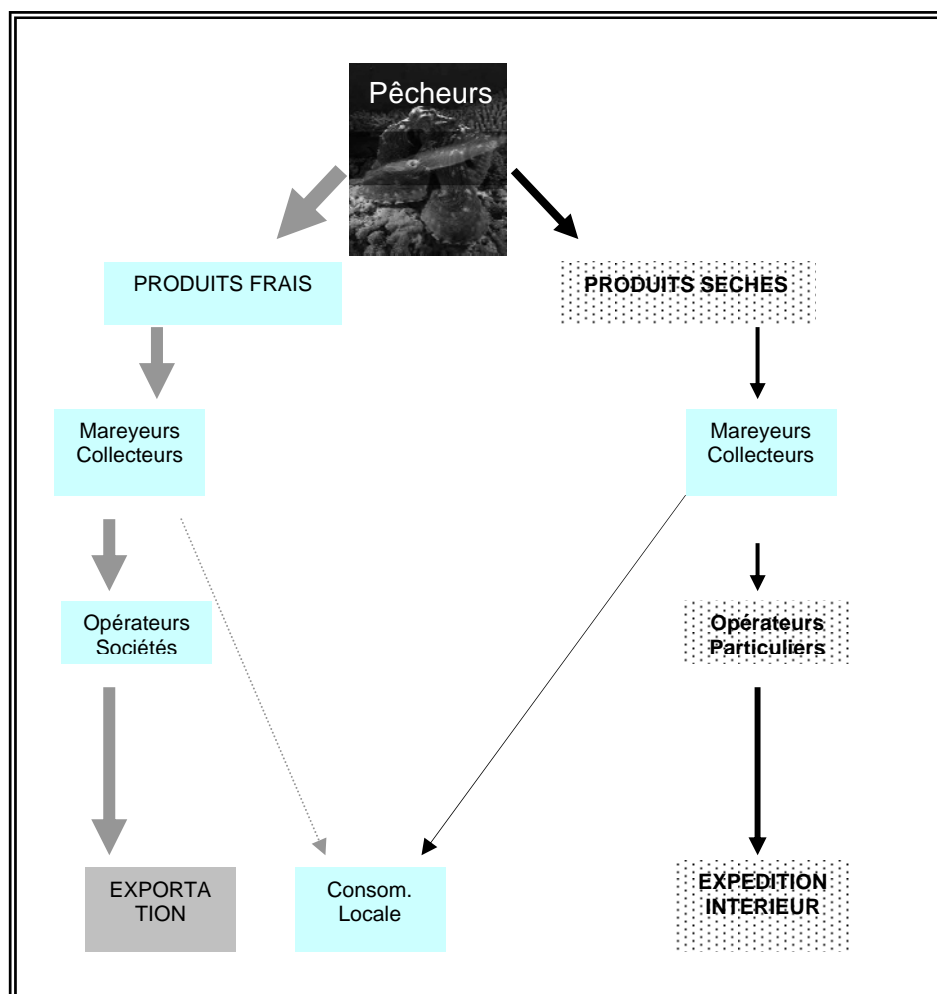 Pêcheurs
PRODUITS FRAIS
PRODUITS SECHES
Mareyeurs
Collecteurs
Mareyeurs
Collecteurs
Opérateurs
Sociétés
Opérateurs
Particuliers
EXPORTA
TION
Consom.
Locale
EXPEDITION
INTERIEUR